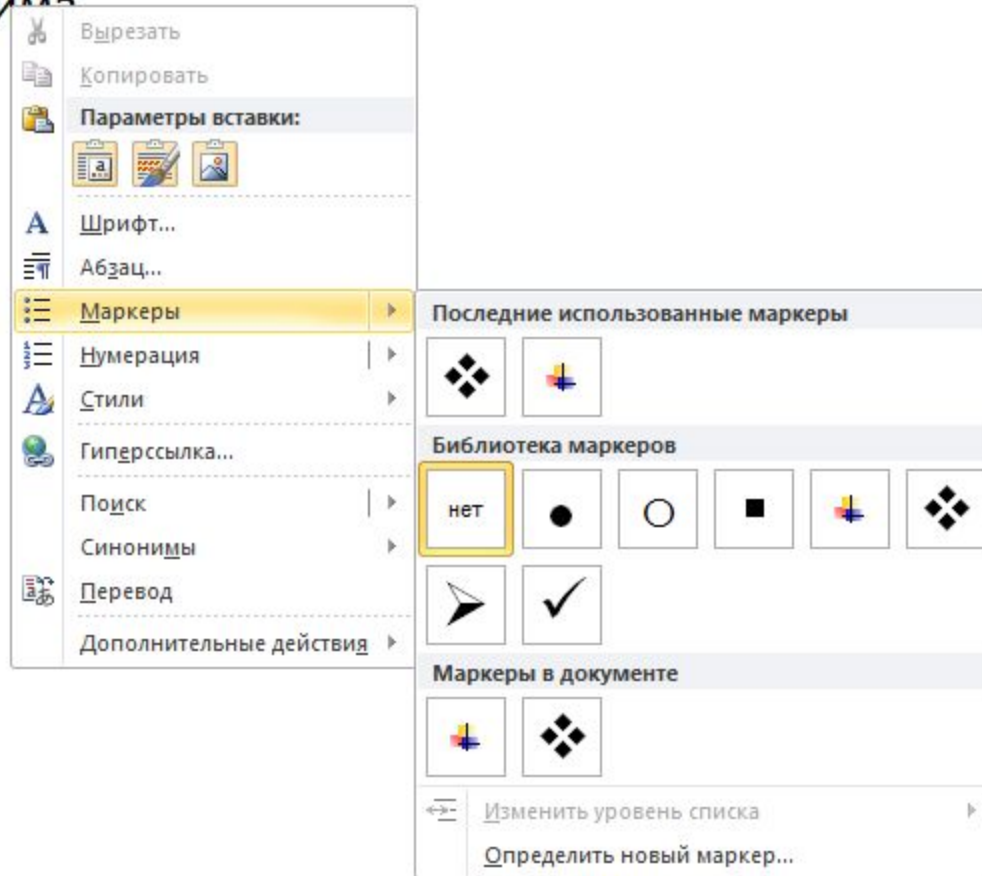 Вырезать
Копировать
Параметры вставки:
Шрифт...
Абзац...
Маркеры
Нумерация
Стили
Гиперссылка...
Поиск
Синонимы
Перевод
Дополнительные действия
Последние использованные маркеры
Библиотека маркеров
нет
Маркеры в документе
Изменить уровень списка
Определить новый маркер...